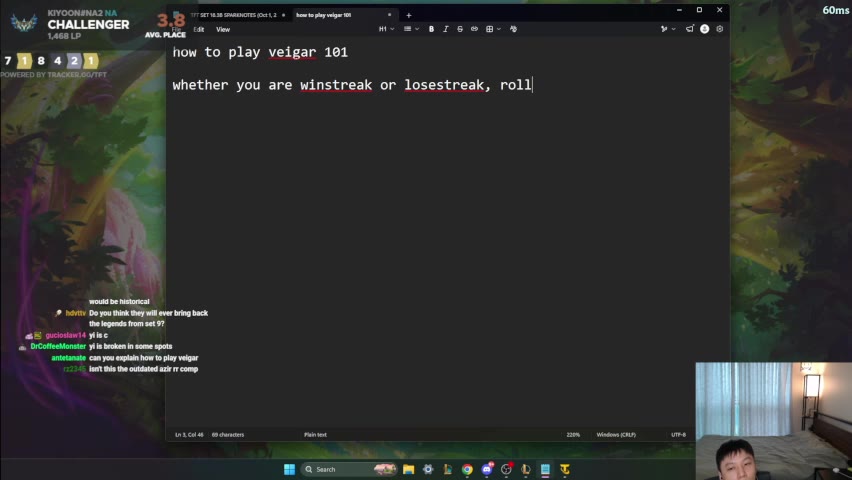 KIYOON#NA2 NA
CHALLENGER
1,468 LP
3.8
AVG. PLACE
7 1 8 4 2 1
POWERED BY TRACKER.GG/TFT
TFT SET 18.3B SPARKNOTES (Oct 1, 2
how to play veigar 101
60ms
File Edit View
H1
B I
how to play veigar 101
whether you are winstreak or losestreak, roll
would be historical
hdvttv Do you think they will ever bring back
the legends from set 9?
gucioslaw14 yi is c
DrCoffeeMonster yi is broken in some spots
antetanate can you explain how to play veigar
isn't this the outdated azir rr comp
Ln 3, Col 46 69 characters Plain text 220% Windows (CRLF) UTF-8
Search